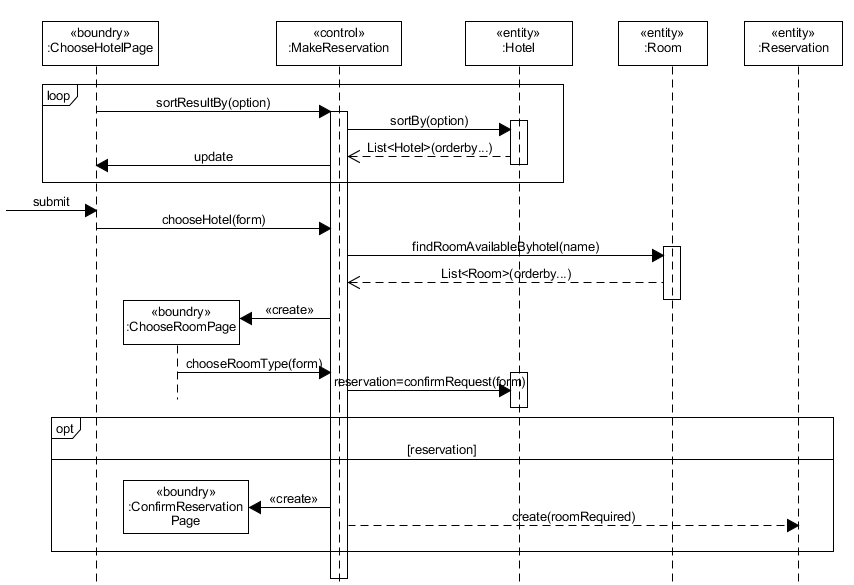 «boundry»
:ChooseHotelPage
«control»
:MakeReservation
«entity»
:Hotel
«entity»
:Room
«entity»
:Reservation
loop
sortResultBy(option)
sortBy(option)
List<Hotel>(orderby...)
update
submit
chooseHotel(form)
findRoomAvailableByhotel(name)
List<Room>(orderby...)
«boundry»
:ChooseRoomPage
«create»
chooseRoomType(form)
reservation=confirmRequest(form)
opt
[reservation]
«boundry»
:ConfirmReservation
Page
«create»
create(roomRequired)